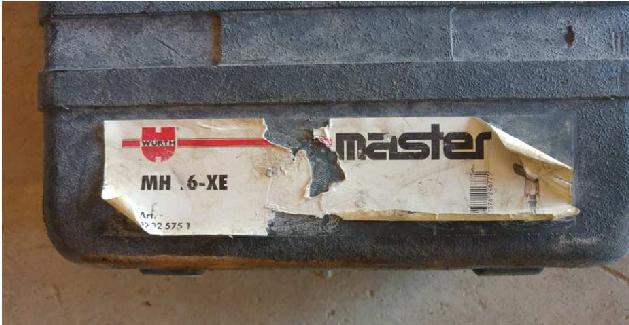 WÜRTH
master
MH .6-XE
Art.-